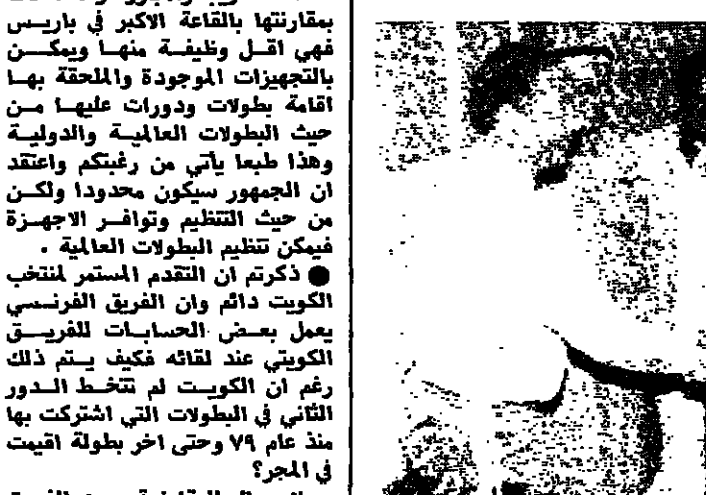 بمقارنتها بالقاعة الاكبر في باريس
فهي اقل وظيفة منها ويمكن
بالتجهيزات الموجودة والملحقة بها
اقامة بطولات ودورات عليها من
حيث البطولات العالمية والدولية
وهذا طبعا يأتي من رغبتكم واعتقد
ان الجمهور سيكون محدودا ولكن
من حيث التنظيم وتوافر الاجهزة
فيمكن تنظيم البطولات العالمية .
● ذكرتم ان التقدم المستمر لمنتخب
الكويت دائم وان الفريق الفرنسي
يعمل بعض الحسابات للفريق
الكويتي عند لقائه فكيف يتم ذلك
رغم ان الكويت لم تتخط الدور
الثاني في البطولات التي اشتركت بها
منذ عام ٧٩ وحتى اخر بطولة اقيمت
في المجر؟